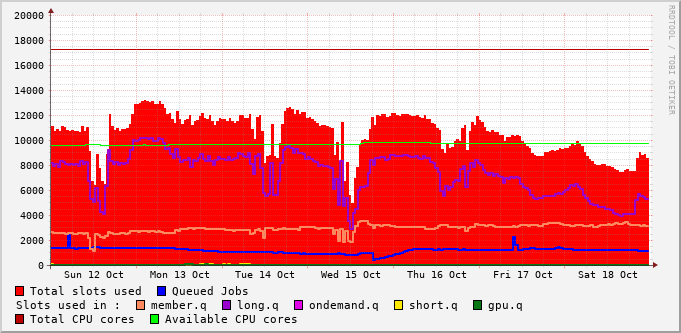 20000
18000
16000
14000
12000
10000
8000
6000
4000
2000
0
Sun 12 Oct Mon 13 Oct Tue 14 Oct Wed 15 Oct Thu 16 Oct Fri 17 Oct Sat 18 Oct
RRDTOOL / TOBI OETIKER
Total slots used Queued Jobs
Slots used in : member.q long.q ondemand.q short.q gpu.q
Total CPU cores Available CPU cores